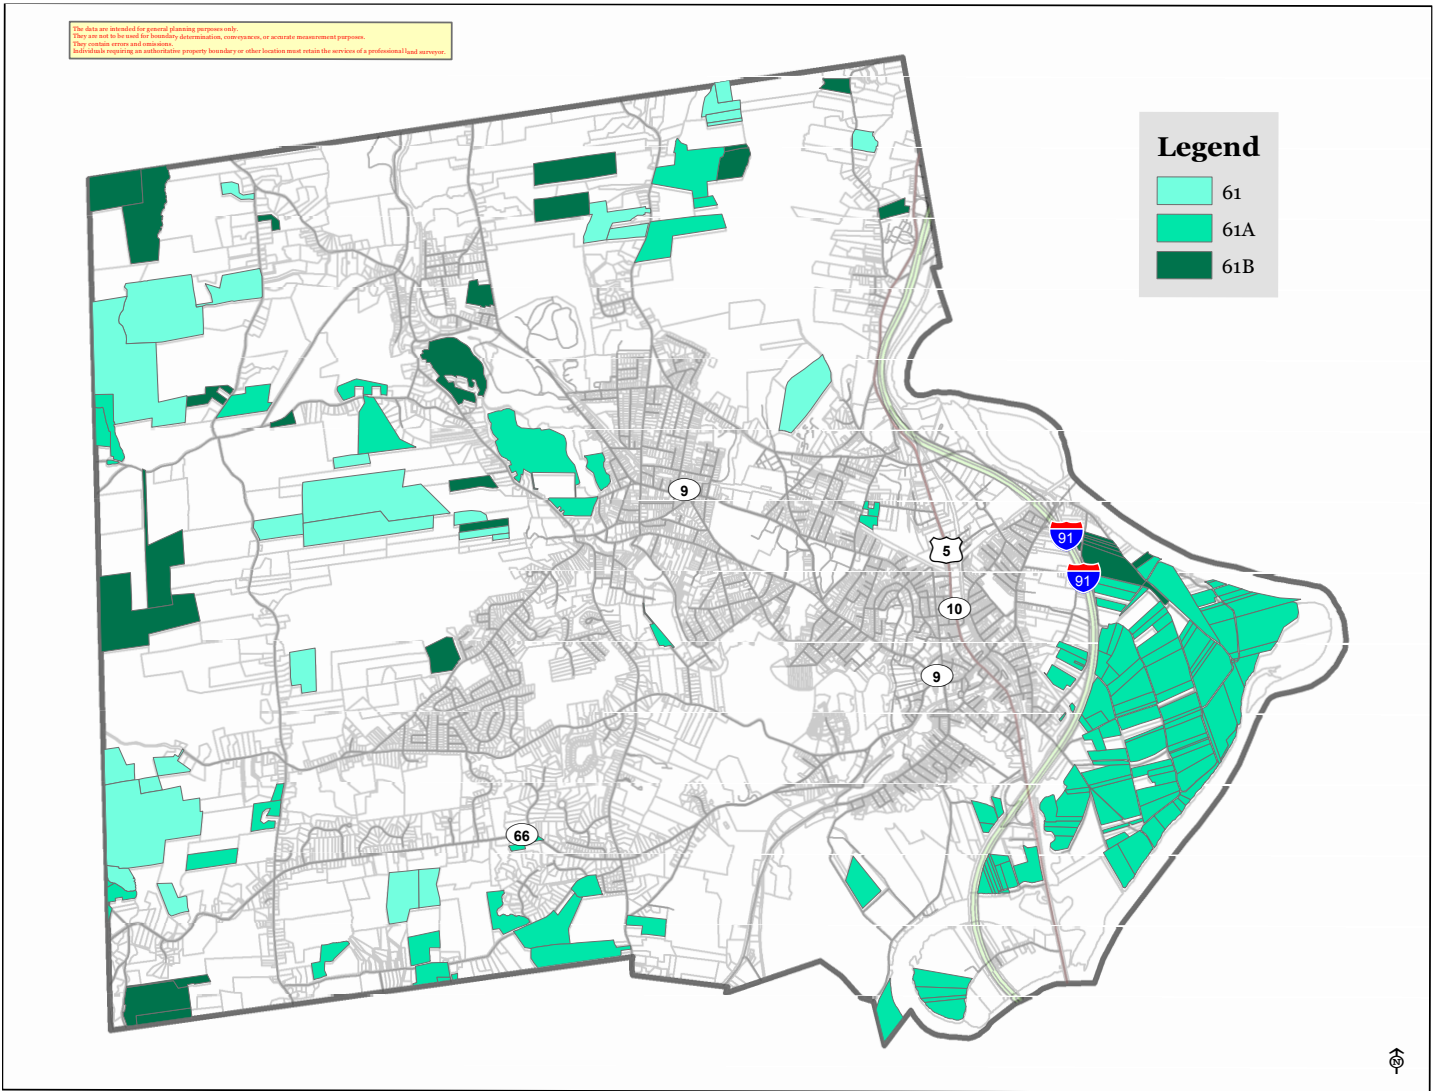 The data are intended for general planning purposes only.
They are not to be used for boundary determination, conveyances, or accurate measurement purposes.
They contain errors and omissions.
Individuals requiring an authoritative property boundary or other location must retain the services of a professional land surveyor.
Legend
61
61A
61B
9
91
5
91
10
9
66
N